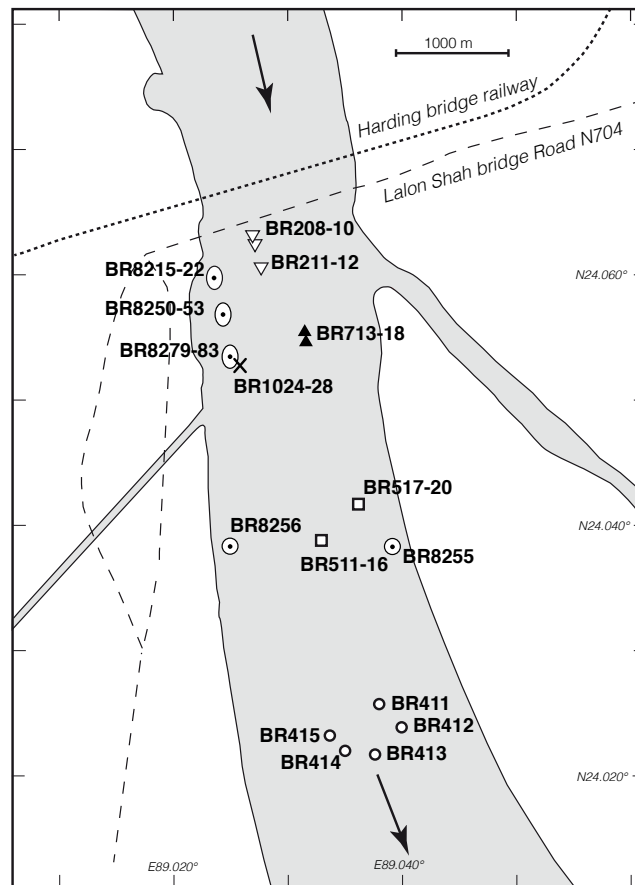 1000 m
Harding bridge railway
Lalon Shah bridge Road N704
BR208-10
BR8215-22
BR211-12
N24.060°
BR8250-53
BR713-18
BR8279-83
BR1024-28
BR517-20
BR8256
N24.040°
BR511-16
BR8255
BR411
BR412
BR415
BR414
BR413
N24.020°
E89.020°
E89.040°